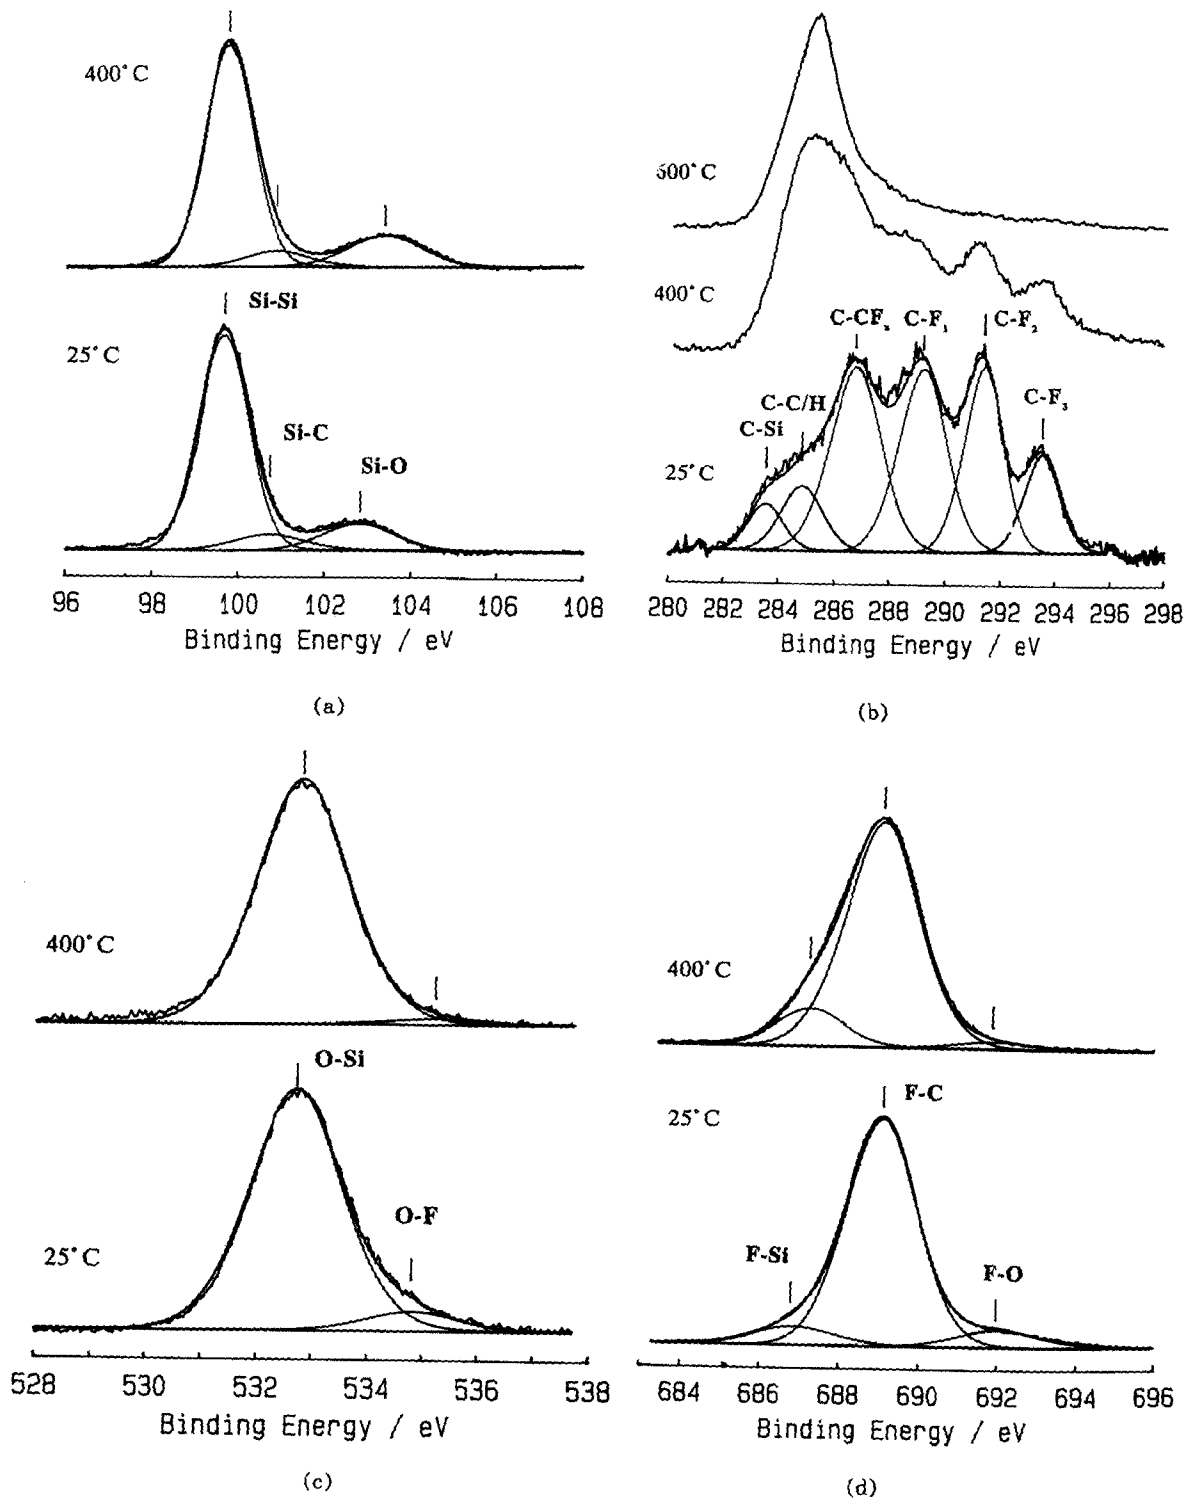 400°C
Si-Si
25°C
Si-C
Si-O
96 98 100 102 104 106 108
Binding Energy / eV
(a)
600°C
400°C
C-CFx C-F1 C-F2
C-C/H
C-F3
C-Si
25°C
280 282 284 286 288 290 292 294 296 298
Binding Energy / eV
(b)
400°C
O-Si
O-F
25°C
528 530 532 534 536 538
Binding Energy / eV
(c)
400°C
F-C
25°C
F-Si
F-O
684 686 688 690 692 694 696
Binding Energy / eV
(d)